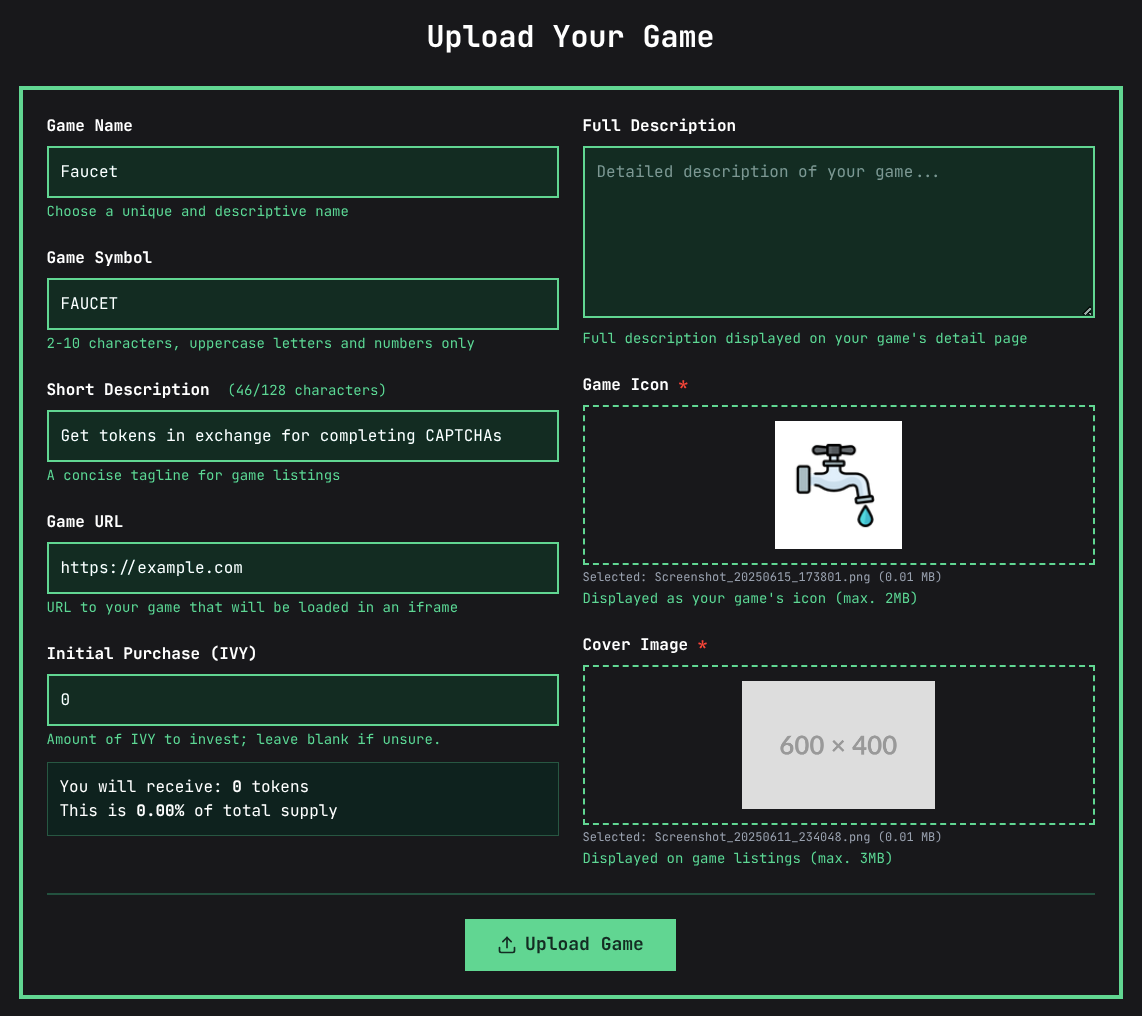 Upload Your Game
Game Name
Faucet
Choose a unique and descriptive name
Game Symbol
FAUCET
2-10 characters, uppercase letters and numbers only
Short Description (46/128 characters)
Get tokens in exchange for completing CAPTCHAs
A concise tagline for game listings
Game URL
https://example.com
URL to your game that will be loaded in an iframe
Initial Purchase (IVY)
0
Amount of IVY to invest; leave blank if unsure.
You will receive: 0 tokens
This is 0.00% of total supply
Full Description
Detailed description of your game...
Full description displayed on your game's detail page
Game Icon *
Selected: Screenshot_20250615_173801.png (0.01 MB)
Displayed as your game's icon (max. 2MB)
Cover Image *
600 × 400
Selected: Screenshot_20250611_234048.png (0.01 MB)
Displayed on game listings (max. 3MB)
Upload Game